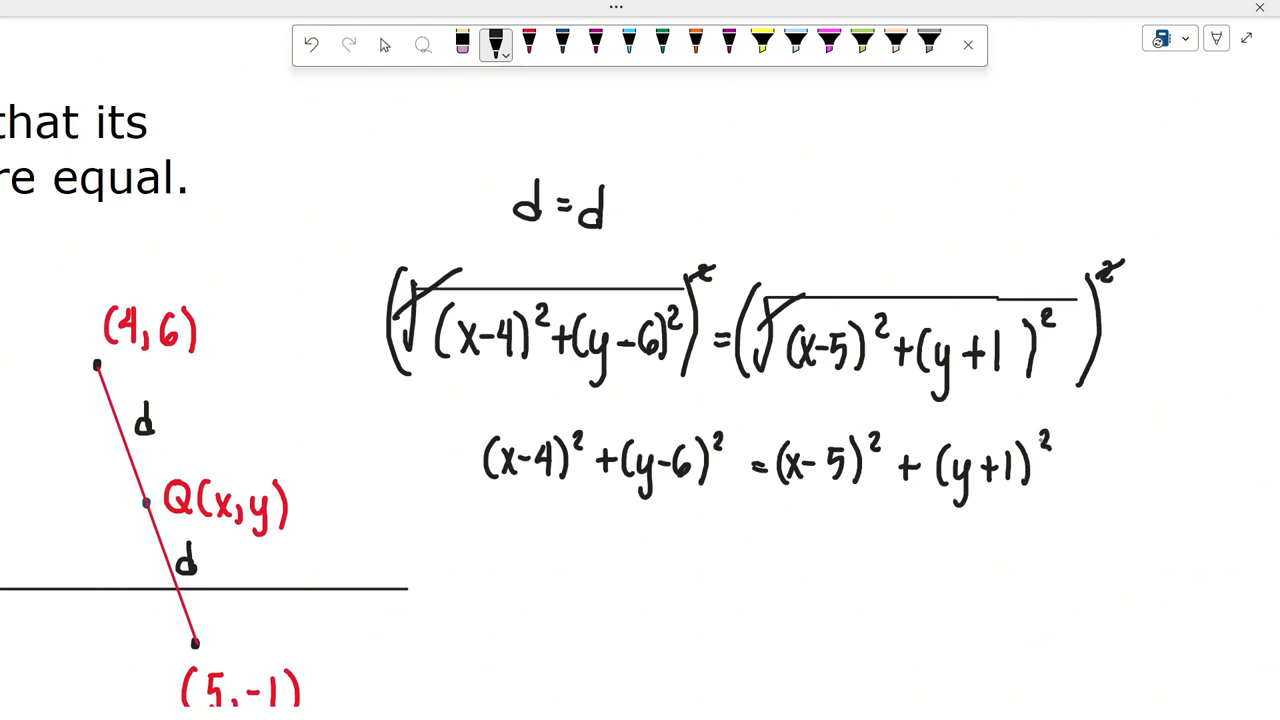 that its
re equal.
d = d
(√((x-4)²+(y-6)²))² = (√((x-5)²+(y+1)²))²
(4,6)
d
(x-4)² + (y-6)² = (x-5)² + (y+1)²
Q(x,y)
d
(5,-1)